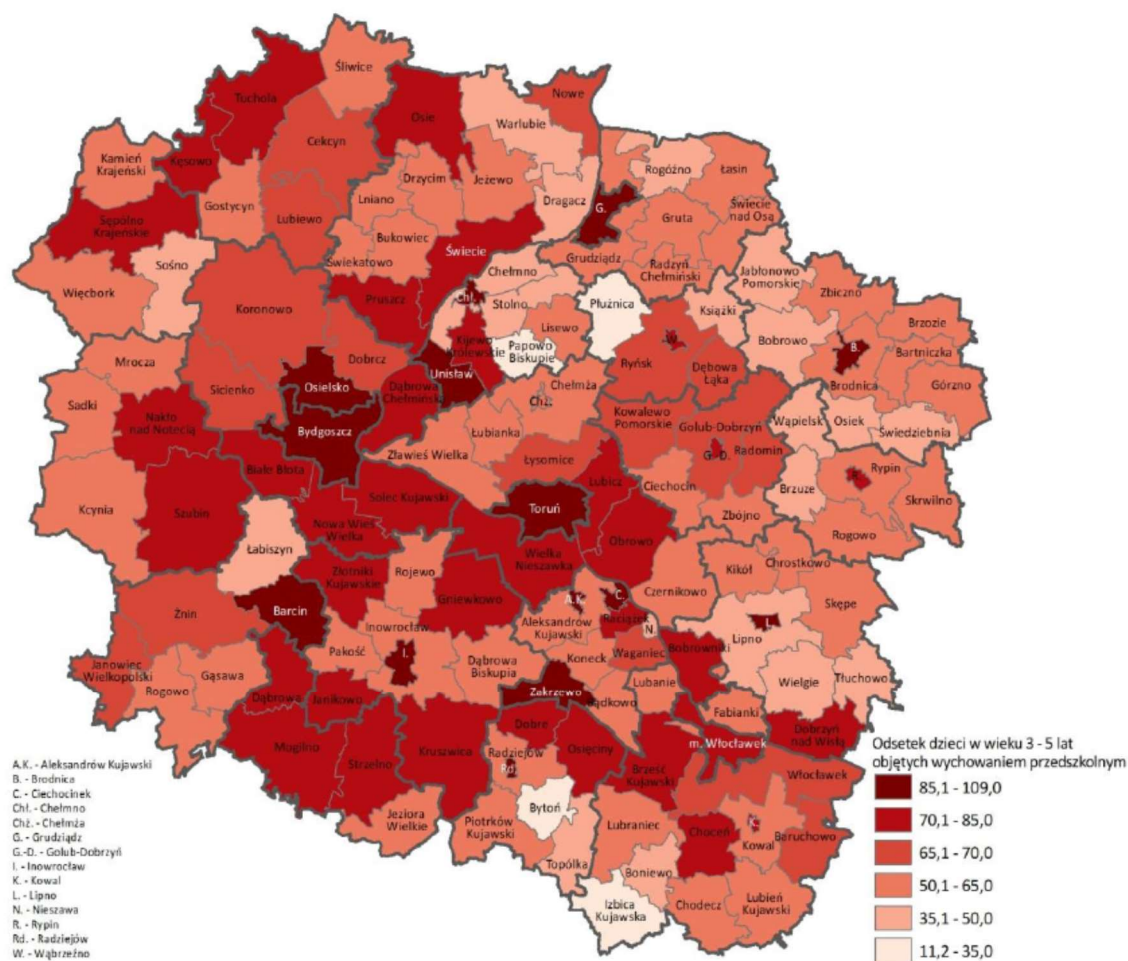 Śliwice
Tuchola
Osie
Nowe
Warlubie
Cekcyn
Kamień
Krajeński
Kęsowo
Drzycim
Jeżewo
Rogóźno
Łasin
Lniano
Dragacz
G.
Gostycyn
Świecie
nad Osą
Sępólno
Krajeńskie
Lubiewo
Gruta
Bukowiec
Świecie
Sośno
Świekatowo
Grudziądz
Radzyń
Chełmiński
Chełmno
Jabłonowo
Pomorskie
Więcbork
Pruszcz
Chł.
Stolno
Płużnica
Zbiczno
Koronowo
Książki
Brzozie
Lisewo
Kijewo
Królewskie
W.
Bobrowo
B.
Mrocza
Dobrcz
Papowo
Biskupie
Bartniczka
Ryńsk
Unisław
Sicienko
Osielsko
Dąbrowa
Chełmińska
Chełmża
Dębowa
Łąka
Brodnica
Górzno
Sadki
Chż.
Nakło
nad Notecią
Łubianka
Kowalewo
Pomorskie
Golub-Dobrzyń
Wąpielsk
Osiek
Świedziebnia
Bydgoszcz
Zławieś Wielka
G.-D.
Radomin
Łysomice
Białe Błota
Rypin
R.
Lubicz
Ciechocin
Brzuze
Skrwilno
Solec Kujawski
Kcynia
Szubin
Toruń
Zbójno
Nowa Wieś
Wielka
Rogowo
Łabiszyn
Obrowo
Wielka
Nieszawka
Chrostkowo
Złotniki
Kujawskie
Rojewo
Kikół
Czernikowo
Skępe
Gniewkowo
A.K.
C.
Żnin
Barcin
Raciążek
L.
Inowrocław
Aleksandrów
Kujawski
N.
Lipno
Pakość
I.
Waganiec
Bobrowniki
Janowiec
Wielkopolski
Dąbrowa
Biskupia
Koneck
Gąsawa
Tłuchowo
Wielgie
Rogowo
Dąbrowa
Janikowo
Zakrzewo
Lubanie
Bądkowo
Fabianki
Dobre
Dobrzyń
nad Wisłą
Mogilno
Kruszwica
Osięciny
m. Włocławek
Strzelno
Radziejów
Rd.
Brześć
Kujawski
Włocławek
Bytoń
Jeziora
Wielkie
Piotrków
Kujawski
Lubraniec
Choceń
K.
Kowal
Baruchowo
Topólka
Boniewo
Izbica
Kujawska
Chodecz
Lubień
Kujawski
A.K. - Aleksandrów Kujawski
B. - Brodnica
C. - Ciechocinek
Chł. - Chełmno
Chż. - Chełmża
G. - Grudziądz
G.-D. - Golub-Dobrzyń
I. - Inowrocław
K. - Kowal
L. - Lipno
N. - Nieszawa
R. - Rypin
Rd. - Radziejów
W. - Wąbrzeźno
Odsetek dzieci w wieku 3 - 5 lat
objętych wychowaniem przedszkolnym
85,1 - 109,0
70,1 - 85,0
65,1 - 70,0
50,1 - 65,0
35,1 - 50,0
11,2 - 35,0